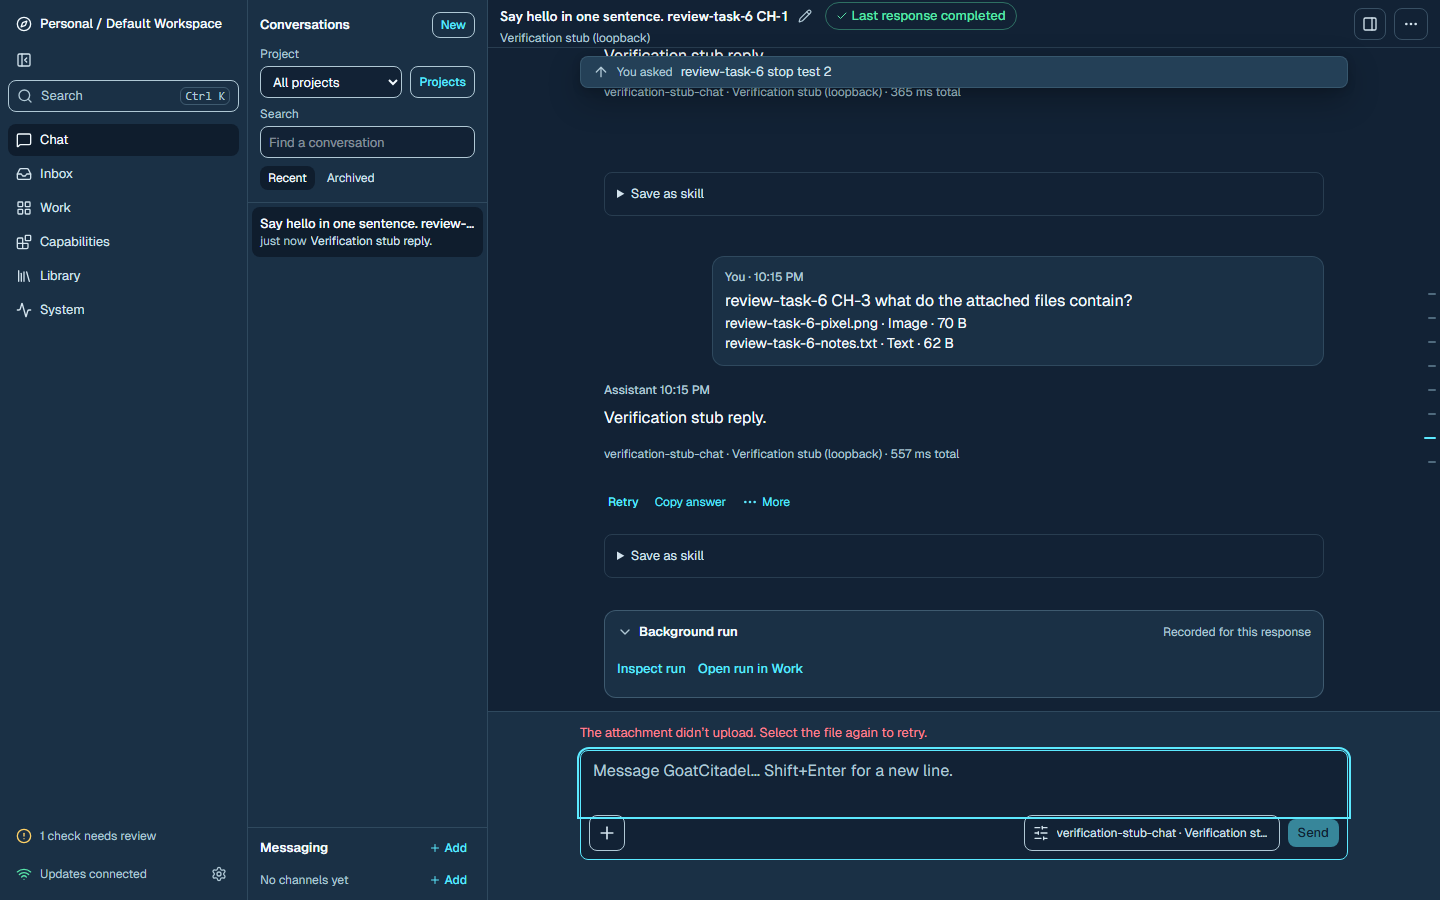 Personal / Default Workspace
Search
Ctrl K
Chat
Inbox
Work
Capabilities
Library
System
1 check needs review
Updates connected
Conversations
New
Project
All projects
Projects
Search
Find a conversation
Recent
Archived
Say hello in one sentence. review-...
just now Verification stub reply.
Messaging
+ Add
No channels yet
+ Add
Say hello in one sentence. review-task-6 CH-1
Last response completed
Verification stub (loopback)
Verification stub reply.
You asked review-task-6 stop test 2
verification-stub-chat · Verification stub (loopback) · 365 ms total
Save as skill
You · 10:15 PM
review-task-6 CH-3 what do the attached files contain?
review-task-6-pixel.png · Image · 70 B
review-task-6-notes.txt · Text · 62 B
Assistant 10:15 PM
Verification stub reply.
verification-stub-chat · Verification stub (loopback) · 557 ms total
Retry
Copy answer
··· More
Save as skill
Background run
Recorded for this response
Inspect run
Open run in Work
The attachment didn't upload. Select the file again to retry.
Message GoatCitadel... Shift+Enter for a new line.
verification-stub-chat · Verification st...
Send